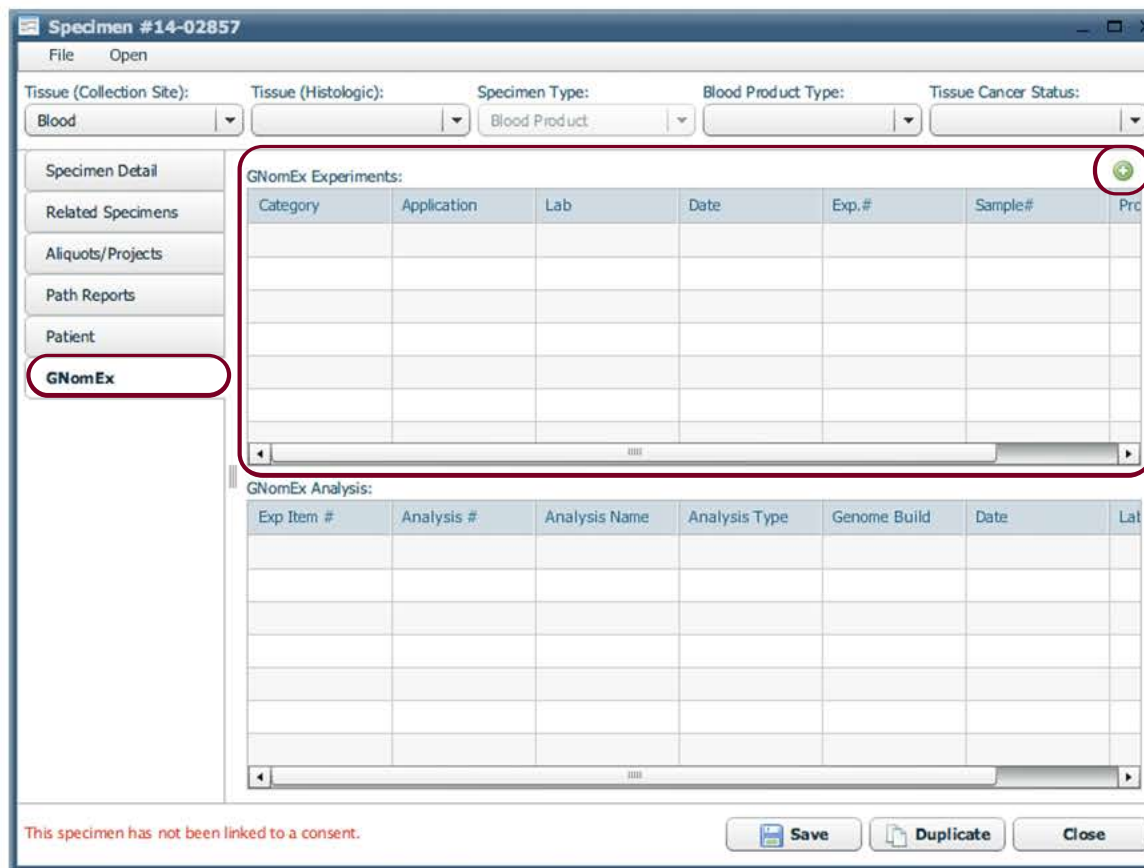 Specimen #14-02857
File Open
Tissue (Collection Site): Tissue (Histologic): Specimen Type: Blood Product Type: Tissue Cancer Status:
Blood Blood Product
Specimen Detail
Related Specimens
Aliquots/Projects
Path Reports
Patient
GNomEx
GNomEx Experiments:
Category Application Lab Date Exp.# Sample# Pro
GNomEx Analysis:
Exp Item # Analysis # Analysis Name Analysis Type Genome Build Date Lab
This specimen has not been linked to a consent.
Save Duplicate Close